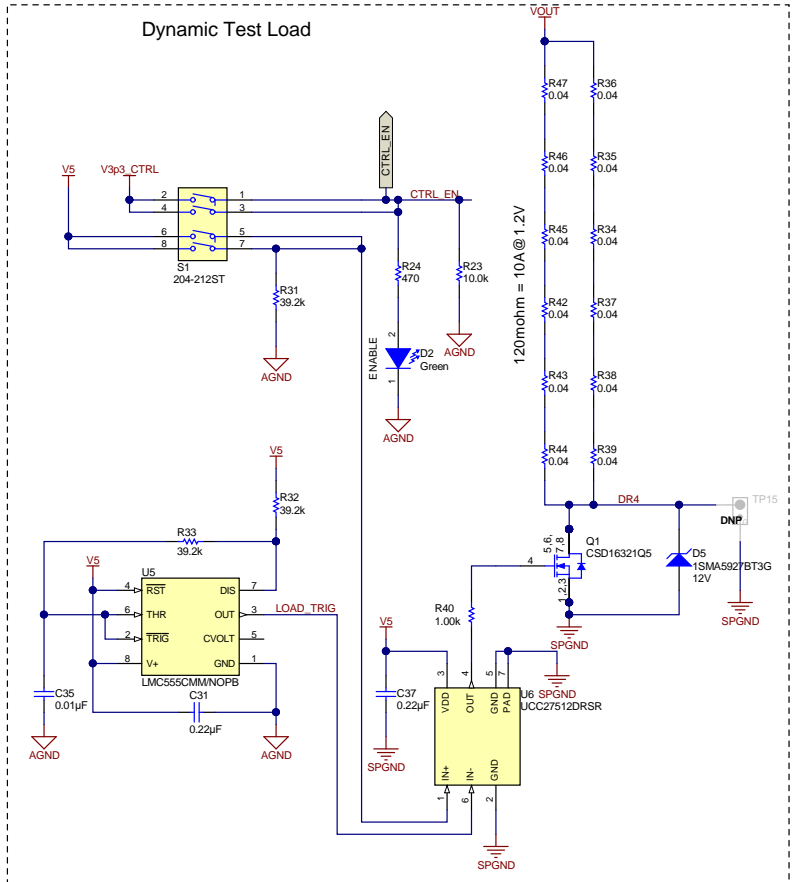 Dynamic Test Load
VOUT
R47
0.04
R36
0.04
R46
0.04
R35
0.04
R45
0.04
R34
0.04
R42
0.04
R37
0.04
R43
0.04
R38
0.04
R44
0.04
R39
0.04
120mohm = 10A@1.2V
CTRL_EN
V5
V3p3_CTRL
2
4
6
8
1
3
5
7
CTRL_EN
S1
204-212ST
R31
39.2k
AGND
R24
470
R23
10.0k
AGND
ENABLE
2
1
D2
Green
AGND
V5
R32
39.2k
R33
39.2k
V5
U5
4
RST
DIS
7
6
THR
OUT
3
LOAD_TRIG
2
TRIG
CVOLT
5
8
V+
GND
1
LMC555CMM/NOPB
C35
0.01µF
C31
0.22µF
AGND
AGND
DR4
TP15
DNP
SPGND
5,6,
7,8
4
1,2,3
Q1
CSD16321Q5
D5
1SMA5927BT3G
12V
SPGND
R40
1.00k
V5
C37
0.22µF
SPGND
3
4
5
7
VDD
OUT
GND
PAD
SPGND
U6
UCC27512DRSR
IN+
IN-
GND
1
6
2
SPGND